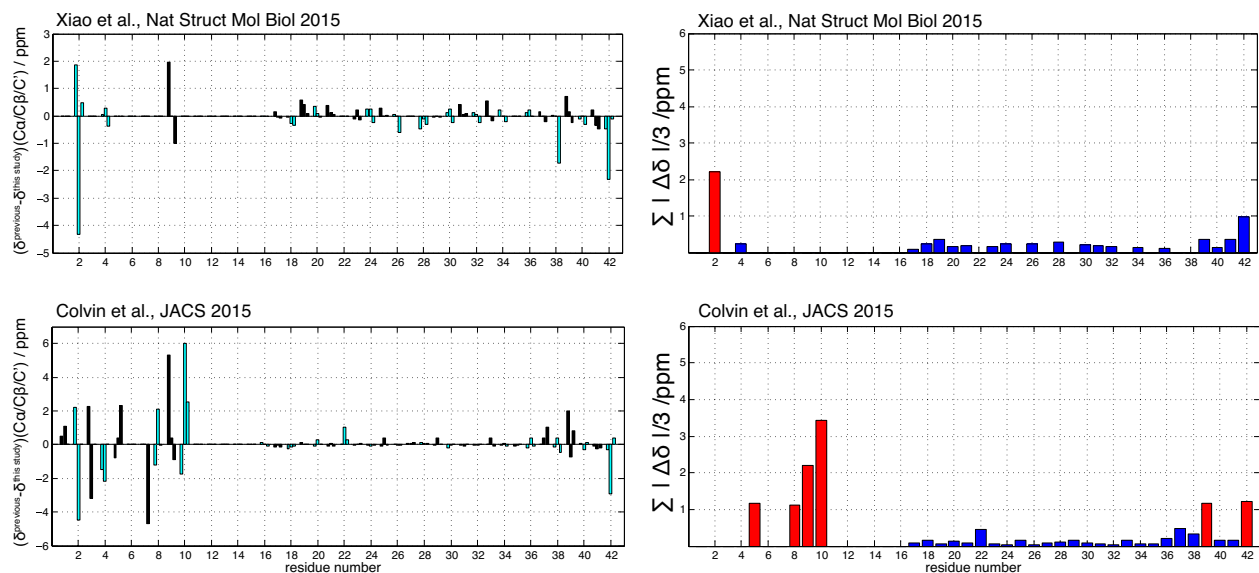 Xiao et al., Nat Struct Mol Biol 2015
(δprevious-δthis study)(Cα/Cβ/C') / ppm
3
2
1
0
−1
−2
−3
−4
−5
2 4 6 8 10 12 14 16 18 20 22 24 26 28 30 32 34 36 38 40 42
Xiao et al., Nat Struct Mol Biol 2015
∑ I Δδ I/3 /ppm
6
5
4
3
2
1
2 4 6 8 10 12 14 16 18 20 22 24 26 28 30 32 34 36 38 40 42
Colvin et al., JACS 2015
(δprevious-δthis study)(Cα/Cβ/C') / ppm
6
4
2
0
−2
−4
−6
2 4 6 8 10 12 14 16 18 20 22 24 26 28 30 32 34 36 38 40 42
residue number
Colvin et al., JACS 2015
∑ I Δδ I/3 /ppm
6
5
4
3
2
1
2 4 6 8 10 12 14 16 18 20 22 24 26 28 30 32 34 36 38 40 42
residue number